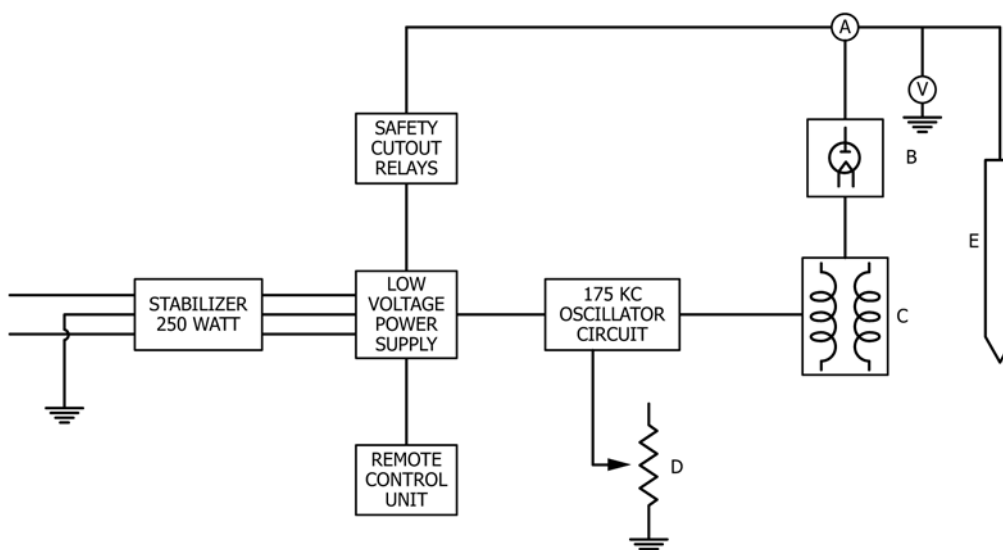 A
V
SAFETY
CUTOUT
RELAYS
B
E
STABILIZER
250 WATT
LOW
VOLTAGE
POWER
SUPPLY
175 KC
OSCILLATOR
CIRCUIT
C
D
REMOTE
CONTROL
UNIT